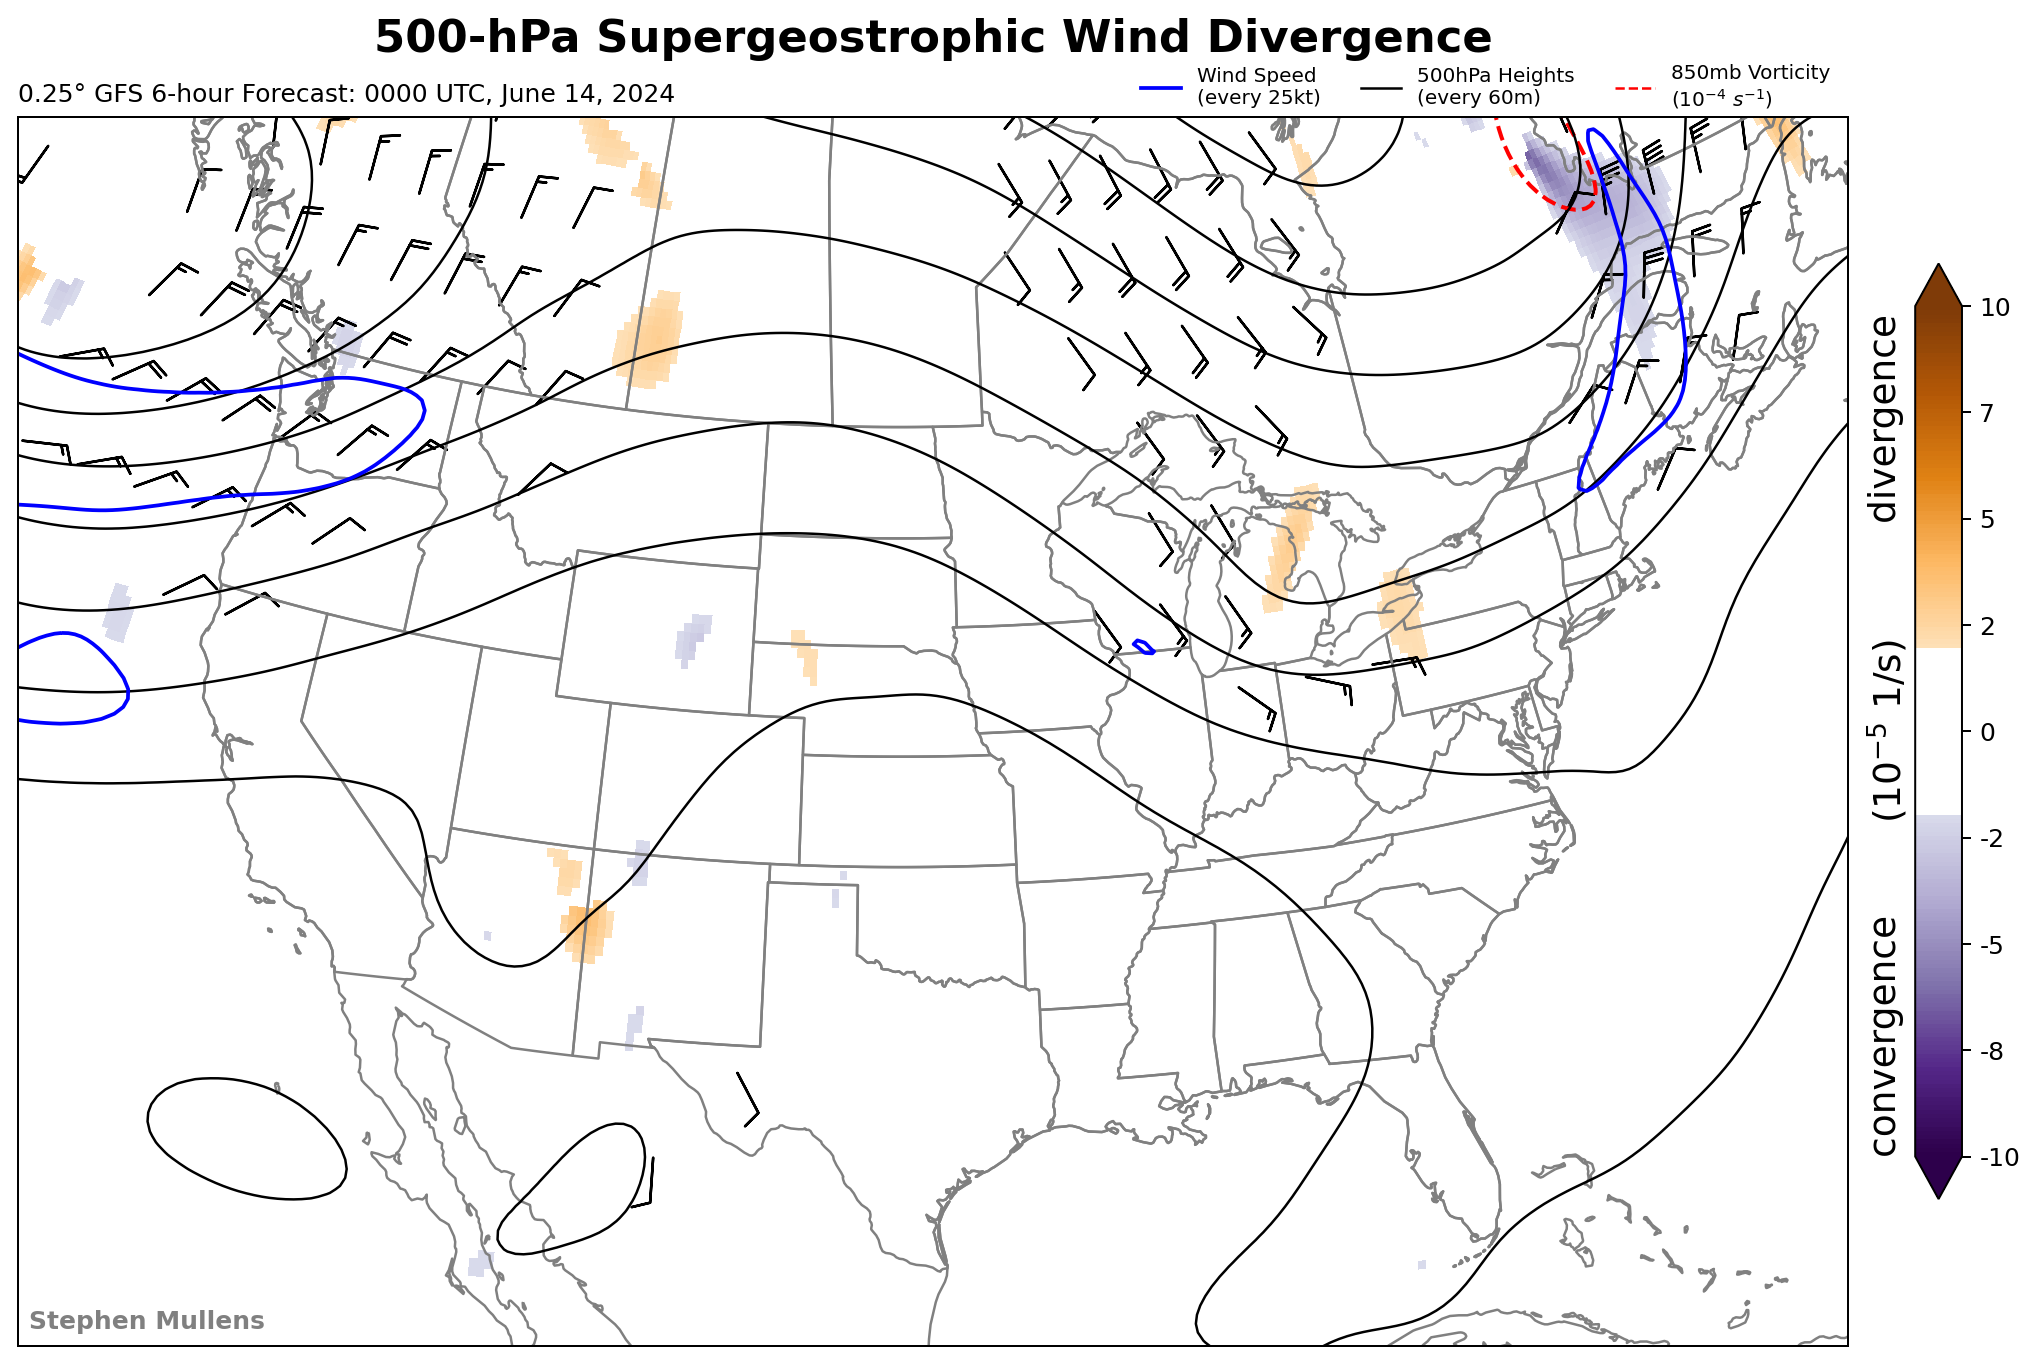 500-hPa Supergeostrophic Wind Divergence
0.25° GFS 6-hour Forecast: 0000 UTC, June 14, 2024
Wind Speed
(every 25kt)
500hPa Heights
(every 60m)
850mb Vorticity
(10⁻⁴ s⁻¹)
10
7
5
2
0
-2
-5
-8
-10
convergence (10⁻⁵ 1/s) divergence
Stephen Mullens